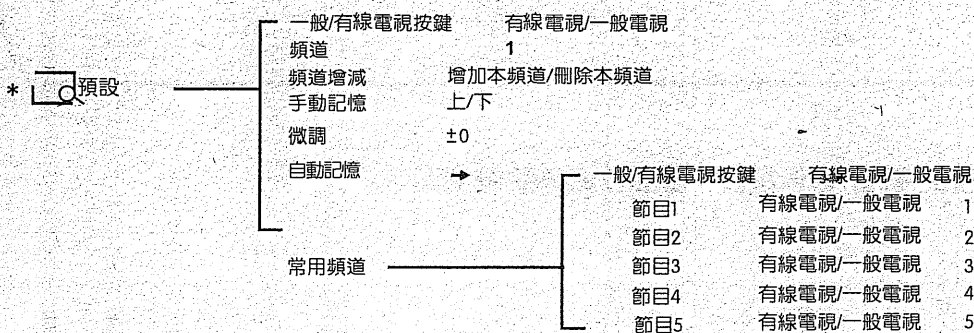 一般/有線電視按鍵 有線電視/一般電視
頻道 1
* 預設
頻道增減 增加本頻道/刪除本頻道
手動記憶 上/下
微調 ±0
自動記憶 →
一般/有線電視按鍵 有線電視/一般電視
節目1 有線電視/一般電視 1
節目2 有線電視/一般電視 2
常用頻道
節目3 有線電視/一般電視 3
節目4 有線電視/一般電視 4
節目5 有線電視/一般電視 5